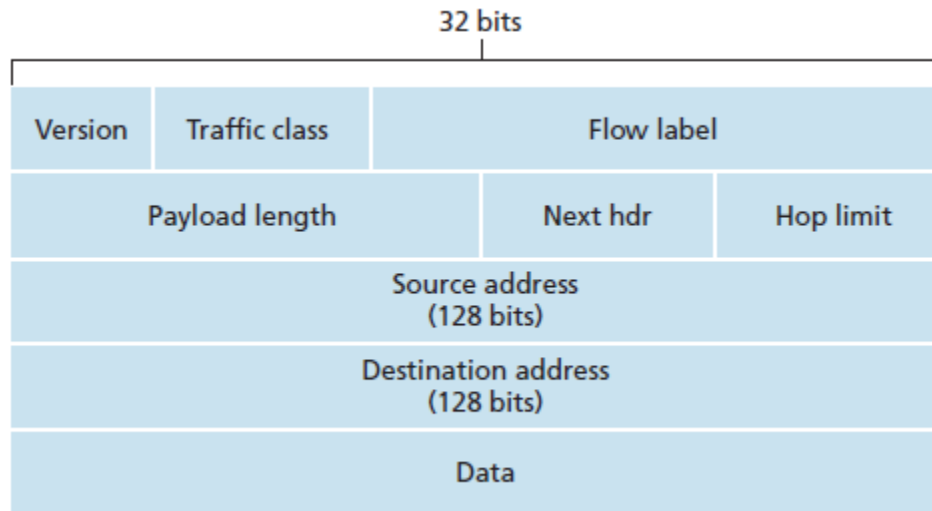 32 bits
Version Traffic class Flow label
Payload length Next hdr Hop limit
Source address
(128 bits)
Destination address
(128 bits)
Data